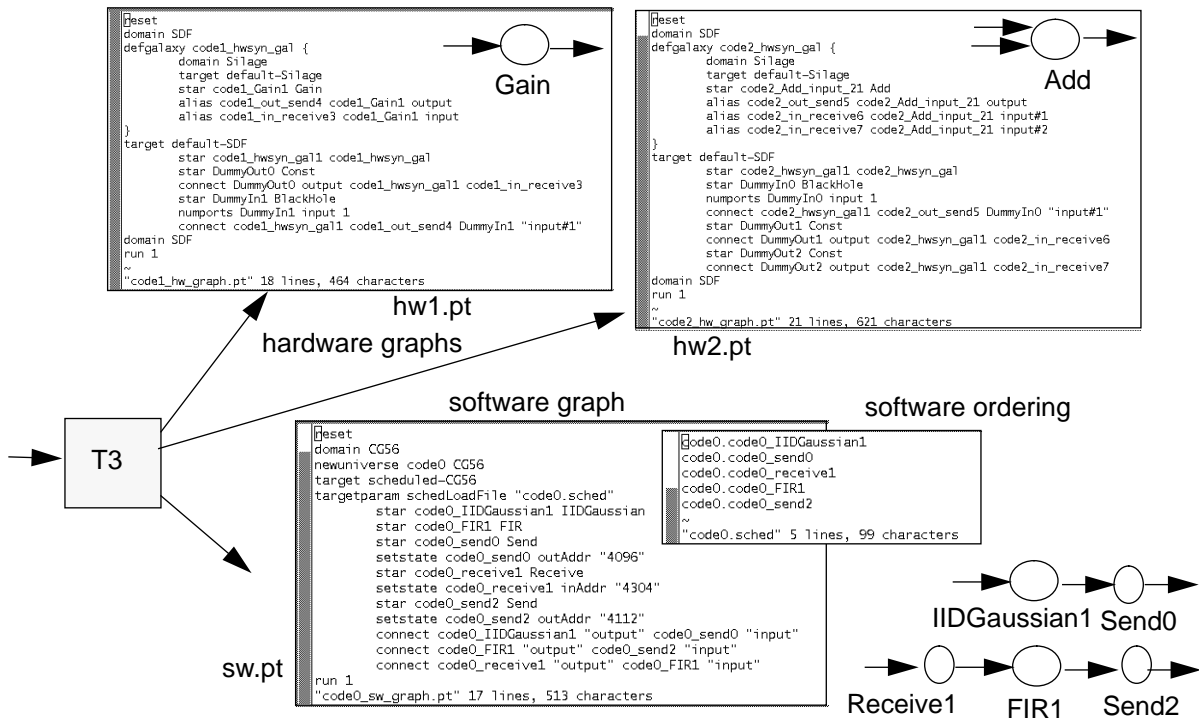 reset
domain SDF
defgalaxy code1_hwsyn_gal {
domain Silage
target default-Silage
star code1_Gain1 Gain
alias code1_out_send4 code1_Gain1 output
alias code1_in_receive3 code1_Gain1 input
}
target default-SDF
star code1_hwsyn_gal1 code1_hwsyn_gal
star DummyOut0 Const
connect DummyOut0 output code1_hwsyn_gal1 code1_in_receive3
star DummyIn1 BlackHole
numports DummyIn1 input 1
connect code1_hwsyn_gal1 code1_out_send4 DummyIn1 "input#1"
domain SDF
run 1
~
"code1_hw_graph.pt" 18 lines, 464 characters
Gain
hw1.pt
reset
domain SDF
defgalaxy code2_hwsyn_gal {
domain Silage
target default-Silage
star code2_Add_input_21 Add
alias code2_out_send5 code2_Add_input_21 output
alias code2_in_receive6 code2_Add_input_21 input#1
alias code2_in_receive7 code2_Add_input_21 input#2
}
target default-SDF
star code2_hwsyn_gal1 code2_hwsyn_gal
star DummyIn0 BlackHole
numports DummyIn0 input 1
connect code2_hwsyn_gal1 code2_out_send5 DummyIn0 "input#1"
star DummyOut1 Const
connect DummyOut1 output code2_hwsyn_gal1 code2_in_receive6
star DummyOut2 Const
connect DummyOut2 output code2_hwsyn_gal1 code2_in_receive7
domain SDF
run 1
~
"code2_hw_graph.pt" 21 lines, 621 characters
Add
hw2.pt
hardware graphs
T3
software graph
software ordering
reset
domain CG56
newuniverse code0 CG56
target scheduled-CG56
targetparam schedLoadFile "code0.sched"
star code0_IIDGaussian1 IIDGaussian
star code0_FIR1 FIR
star code0_send0 Send
setstate code0_send0 outAddr "4096"
star code0_receive1 Receive
setstate code0_receive1 inAddr "4304"
star code0_send2 Send
setstate code0_send2 outAddr "4112"
connect code0_IIDGaussian1 "output" code0_send0 "input"
connect code0_FIR1 "output" code0_send2 "input"
connect code0_receive1 "output" code0_FIR1 "input"
run 1
"code0_sw_graph.pt" 17 lines, 513 characters
sw.pt
code0.code0_IIDGaussian1
code0.code0_send0
code0.code0_receive1
code0.code0_FIR1
code0.code0_send2
~
"code0.sched" 5 lines, 99 characters
IIDGaussian1 Send0
Receive1 FIR1 Send2